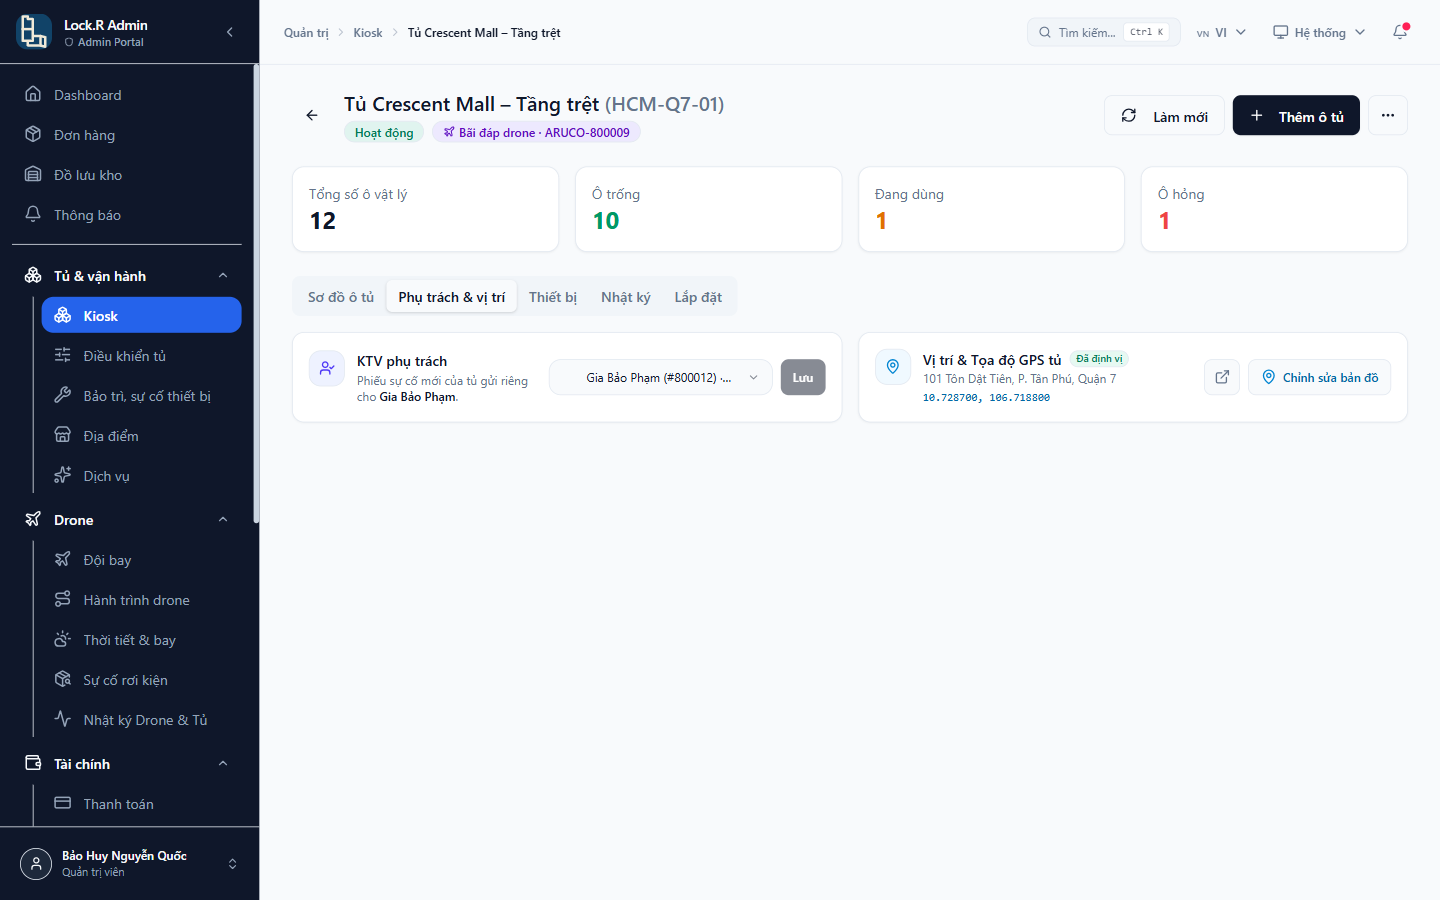 Lock.R Admin
Admin Portal
Dashboard
Đơn hàng
Đồ lưu kho
Thông báo
Tủ & vận hành
Kiosk
Điều khiển tủ
Bảo trì, sự cố thiết bị
Địa điểm
Dịch vụ
Drone
Đội bay
Hành trình drone
Thời tiết & bay
Sự cố rơi kiện
Nhật ký Drone & Tủ
Tài chính
Thanh toán
Bảo Huy Nguyễn Quốc
Quản trị viên
Quản trị > Kiosk > Tủ Crescent Mall – Tầng trệt
Tìm kiếm... Ctrl K
VN VI
Hệ thống
Tủ Crescent Mall – Tầng trệt (HCM-Q7-01)
Hoạt động
Bãi đáp drone · ARUCO-800009
Làm mới
Thêm ô tủ
Tổng số ô vật lý
12
Ô trống
10
Đang dùng
1
Ô hỏng
1
Sơ đồ ô tủ
Phụ trách & vị trí
Thiết bị
Nhật ký
Lắp đặt
KTV phụ trách
Phiếu sự cố mới của tủ gửi riêng
cho Gia Bảo Phạm.
Gia Bảo Phạm (#800012) ·...
Lưu
Vị trí & Tọa độ GPS tủ
Đã định vị
101 Tôn Dật Tiên, P. Tân Phú, Quận 7
10.728700, 106.718800
Chỉnh sửa bản đồ